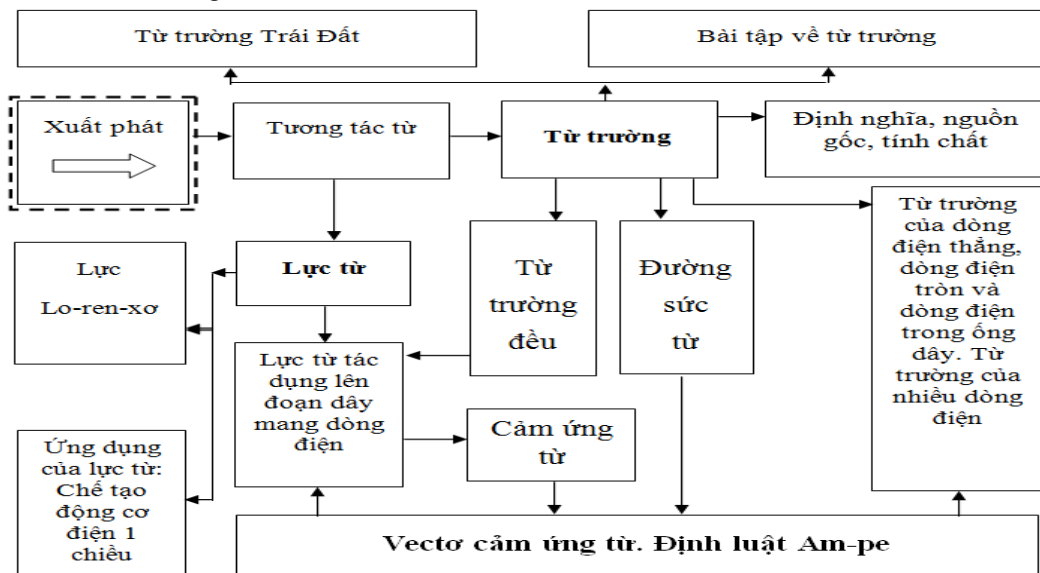 Từ trường Trái Đất
Bài tập về từ trường
Xuất phát
Tương tác từ
Từ trường
Định nghĩa, nguồn
gốc, tính chất
Lực
Lo-ren-xơ
Lực từ
Từ
trường
đều
Đường
sức
từ
Từ trường
của dòng
điện thẳng,
dòng điện
tròn và
dòng điện
trong ống
dây. Từ
trường của
nhiều dòng
điện
Lực từ tác
dụng lên
đoạn dây
mang dòng
điện
Cảm ứng
từ
Ứng dụng
của lực từ:
Chế tạo
động cơ
điện 1
chiều
Vectơ cảm ứng từ. Định luật Am-pe